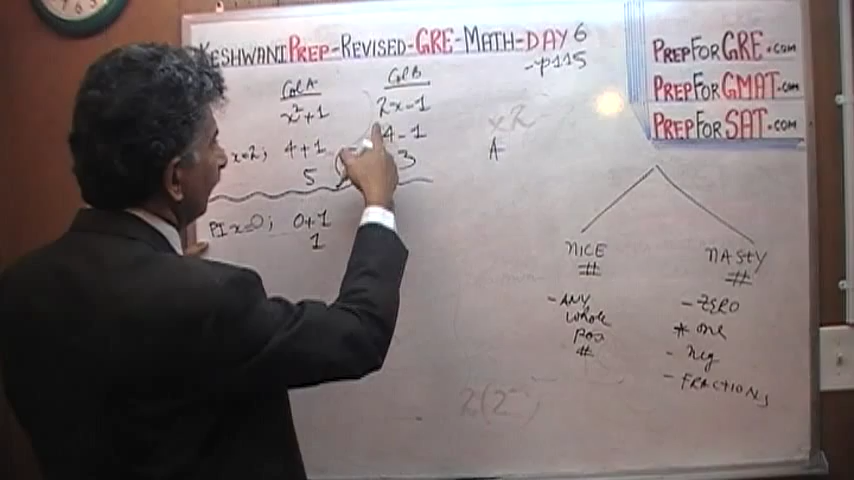 KESHWANI PREP-REVISED-GRE-MATH-DAY 6
-p115
PREPFORGRE.com
PREPFORGMAT.com
PREPFORSAT.com
Col A
Col B
x²+1
2x-1
x=2; 4+1
4-1
5
3
PI x=0; 0+1
1
A
NICE
#
- ANY
whole
pos
#
NASTY
#
- ZERO
* one
- neg
- FRACTIONS